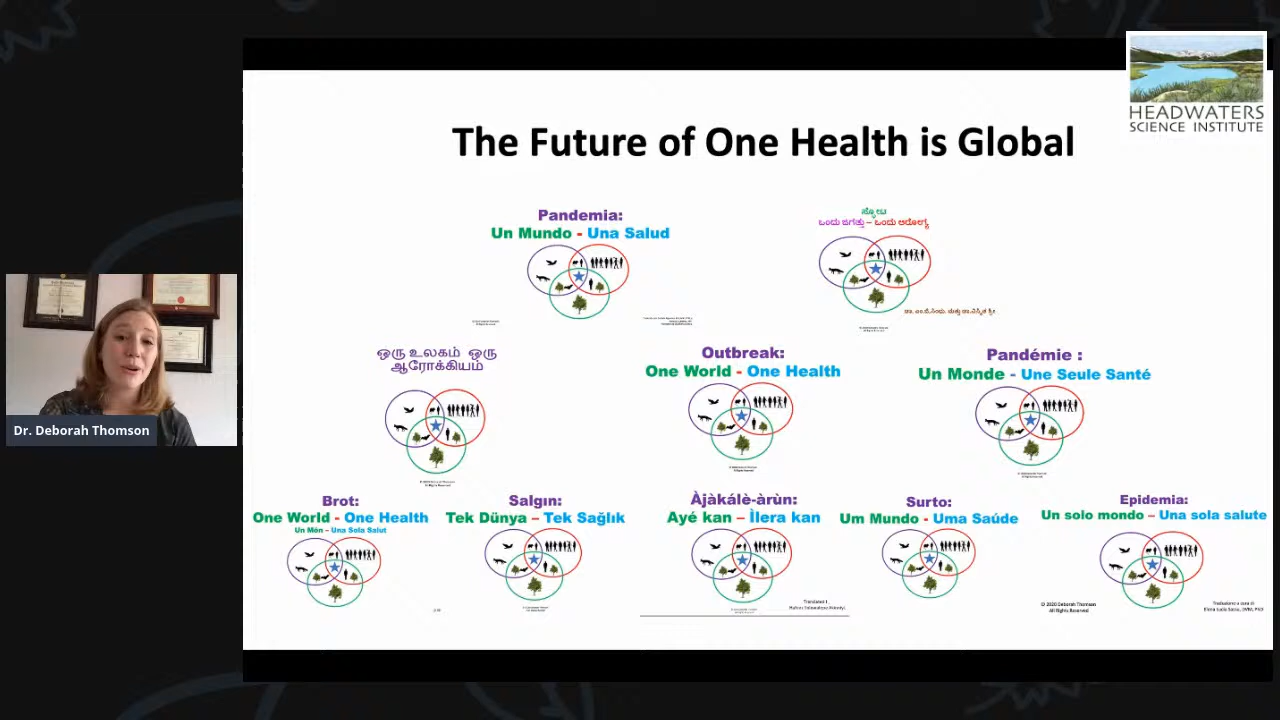 HEADWATERS
SCIENCE INSTITUTE
The Future of One Health is Global
Pandemia:
Un Mundo - Una Salud
ಸ್ಫೋಟ
ಒಂದು ಜಗತ್ತು – ಒಂದು ಆರೋಗ್ಯ
Dr. Deborah Thomson
ஒரு உலகம் ஒரு
ஆரோக்கியம்
Outbreak:
One World - One Health
Pandémie :
Un Monde - Une Seule Santé
Brot:
One World - One Health
Un Món – Una Sola Salut
Salgın:
Tek Dünya – Tek Sağlık
Àjàkálè-àrùn:
Ayé kan – Ìlera kan
Surto:
Um Mundo - Uma Saúde
Epidemia:
Un solo mondo – Una sola salute
© 2020 Deborah Thomson
All Rights Reserved